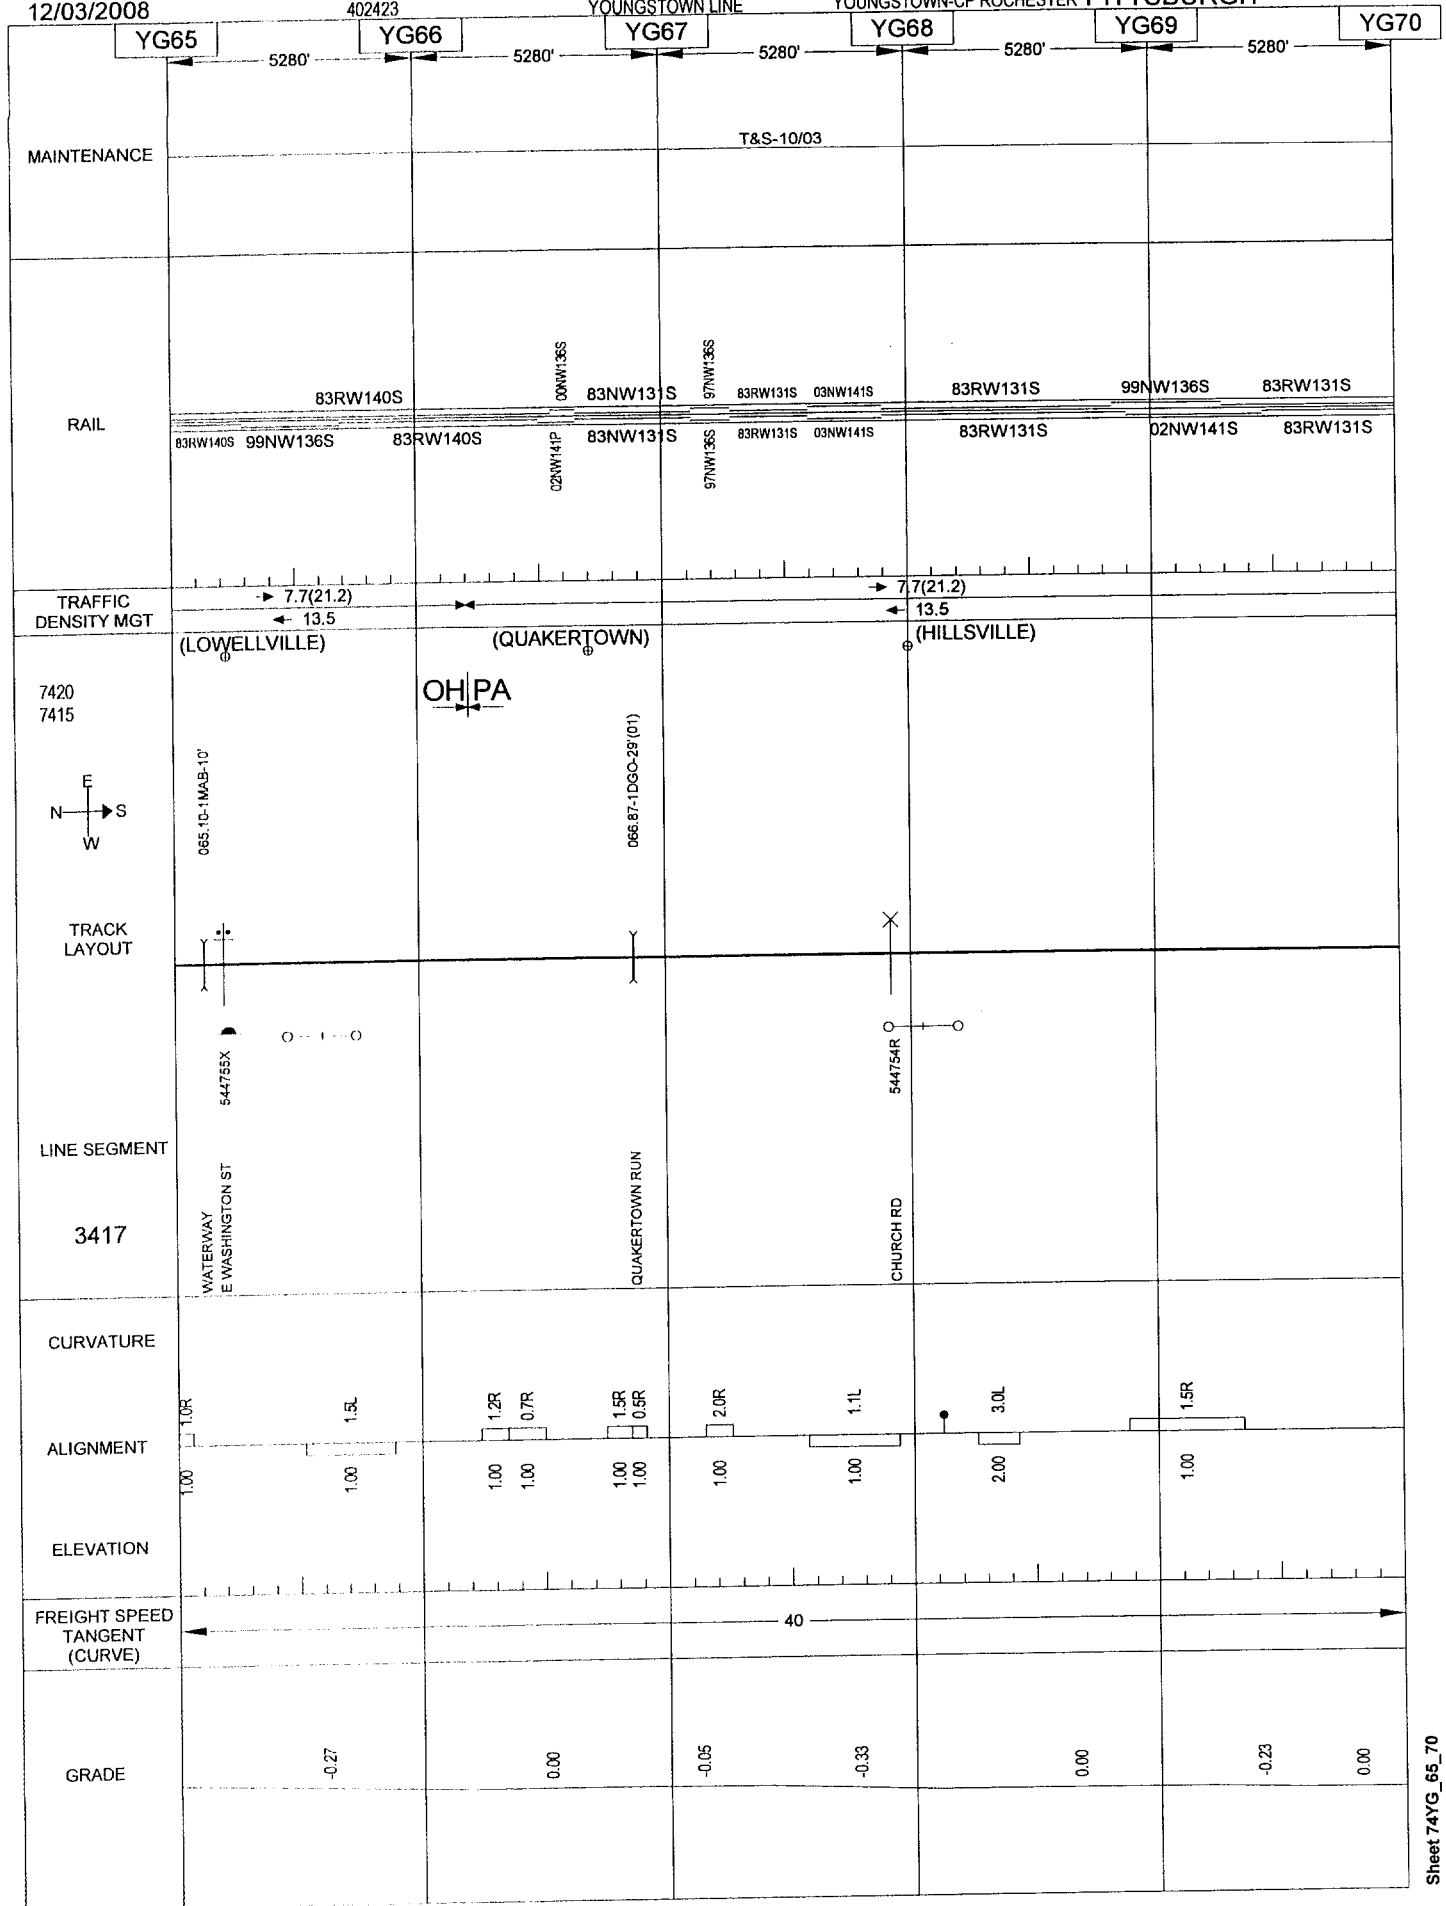 12/03/2008 402423 YOUNGSTOWN LINE YOUNGSTOWN-CP ROCHESTER PITTSBURGH
YG65 YG66 YG67 YG68 YG69 YG70
5280' 5280' 5280' 5280' 5280'
MAINTENANCE
T&S-10/03
RAIL
83RW140S 00NW136S 83NW131S 97NW136S 83RW131S 03NW141S 83RW131S 99NW136S 83RW131S
83RW140S 99NW136S 83RW140S 02NW141P 83NW131S 97NW136S 83RW131S 03NW141S 83RW131S 02NW141S 83RW131S
TRAFFIC
DENSITY MGT
7.7(21.2) 7.7(21.2)
13.5 13.5
(LOWELLVILLE) (QUAKERTOWN) (HILLSVILLE)
7420
7415
OH PA
065.10-1MAB-10' 066.87-1DGO-29'(01)
E
N S
W
TRACK
LAYOUT
544755X 544754R
LINE SEGMENT
3417
WATERWAY
E WASHINGTON ST
QUAKERTOWN RUN
CHURCH RD
CURVATURE
1.0R 1.5L 1.2R 0.7R 1.5R 0.5R 2.0R 1.1L 3.0L 1.5R
ALIGNMENT
1.00 1.00 1.00 1.00 1.00 1.00 1.00 1.00 2.00 1.00
ELEVATION
FREIGHT SPEED
TANGENT
(CURVE)
40
GRADE
-0.27 0.00 -0.05 -0.33 0.00 -0.23 0.00
Sheet 74YG_65_70